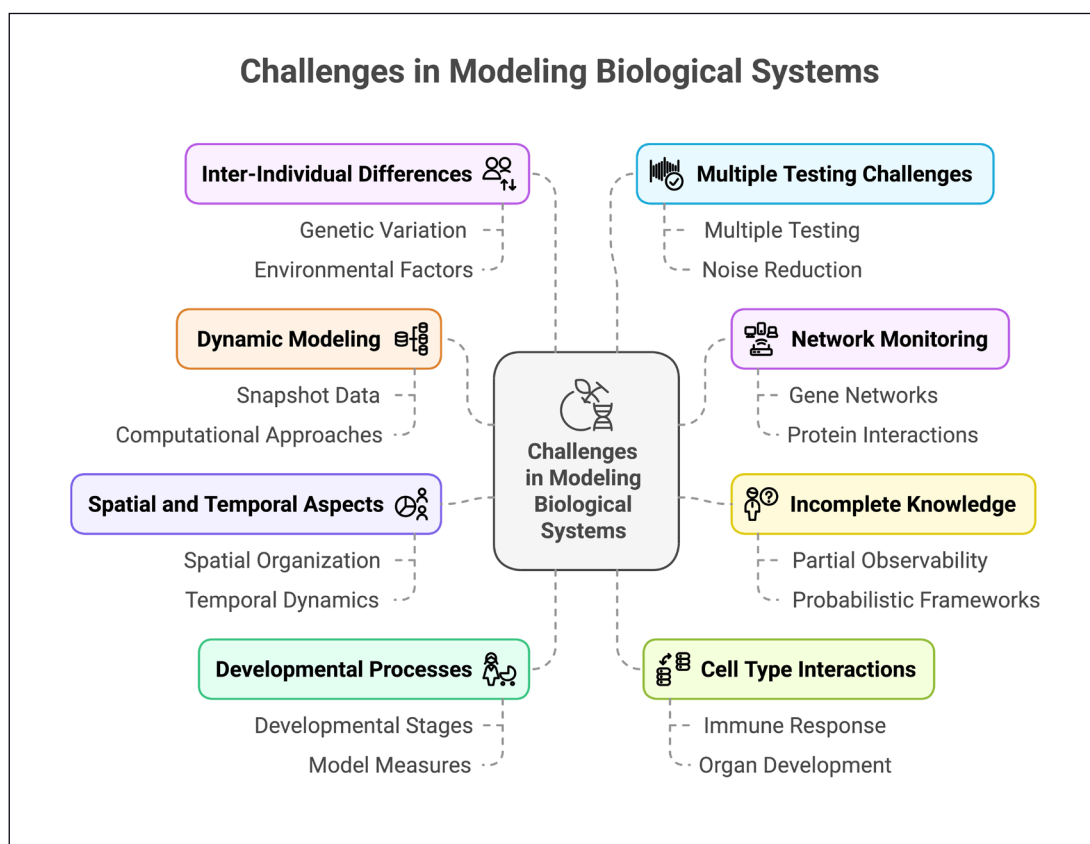 Challenges in Modeling Biological Systems
Inter-Individual Differences
Genetic Variation
Environmental Factors
Dynamic Modeling
Snapshot Data
Computational Approaches
Spatial and Temporal Aspects
Spatial Organization
Temporal Dynamics
Developmental Processes
Developmental Stages
Model Measures
Challenges
in Modeling
Biological
Systems
Multiple Testing Challenges
Multiple Testing
Noise Reduction
Network Monitoring
Gene Networks
Protein Interactions
Incomplete Knowledge
Partial Observability
Probabilistic Frameworks
Cell Type Interactions
Immune Response
Organ Development